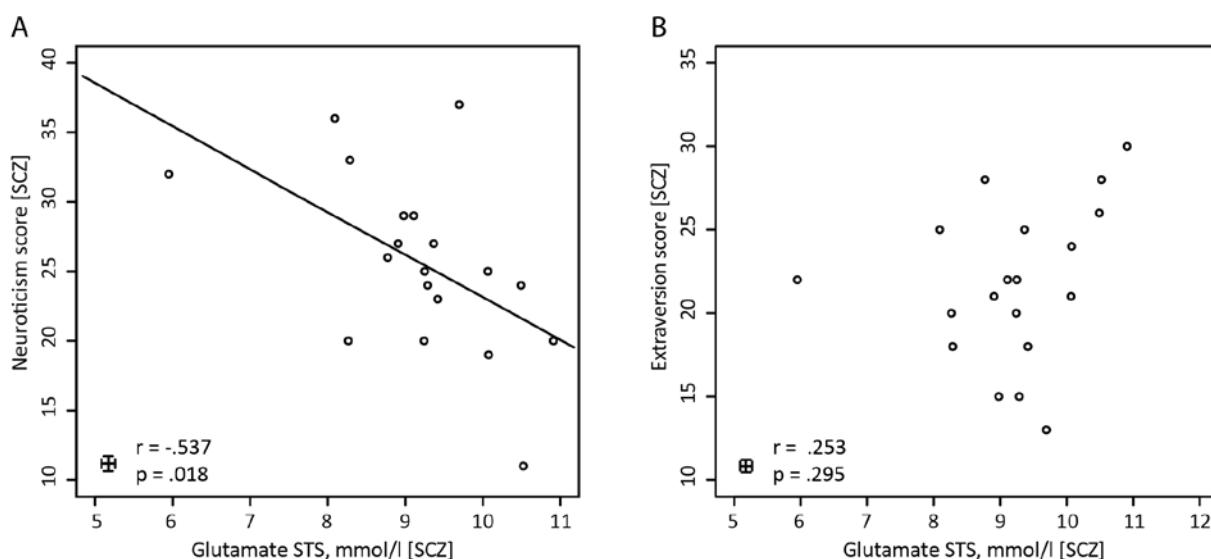 A
Neuroticism score [SCZ]
40
35
30
25
20
15
10
r = -.537
p = .018
5 6 7 8 9 10 11
Glutamate STS, mmol/l [SCZ]
B
Extraversion score [SCZ]
35
30
25
20
15
10
r = .253
p = .295
5 6 7 8 9 10 11 12
Glutamate STS, mmol/l [SCZ]